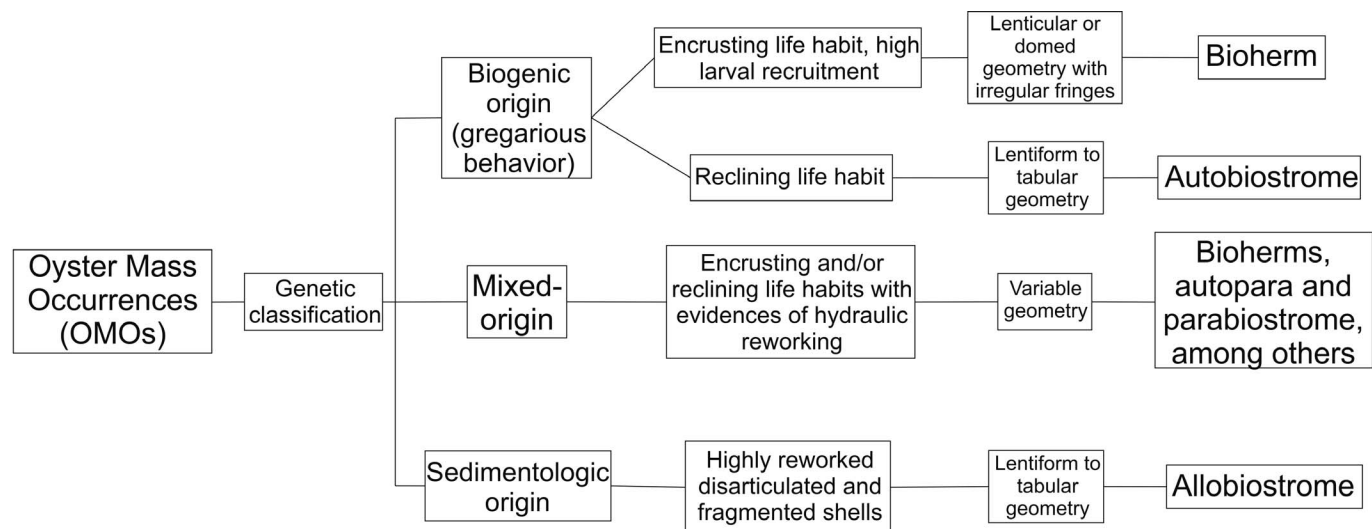 Oyster Mass
Occurrences
(OMOs)
Genetic
classification
Biogenic
origin
(gregarious
behavior)
Encrusting life habit, high
larval recruitment
Lenticular or
domed
geometry with
irregular fringes
Bioherm
Reclining life habit
Lentiform to
tabular
geometry
Autobiostrome
Mixed-
origin
Encrusting and/or
reclining life habits with
evidences of hydraulic
reworking
Variable
geometry
Bioherms,
autopara and
parabiostrome,
among others
Sedimentologic
origin
Highly reworked
disarticulated and
fragmented shells
Lentiform to
tabular
geometry
Allobiostrome